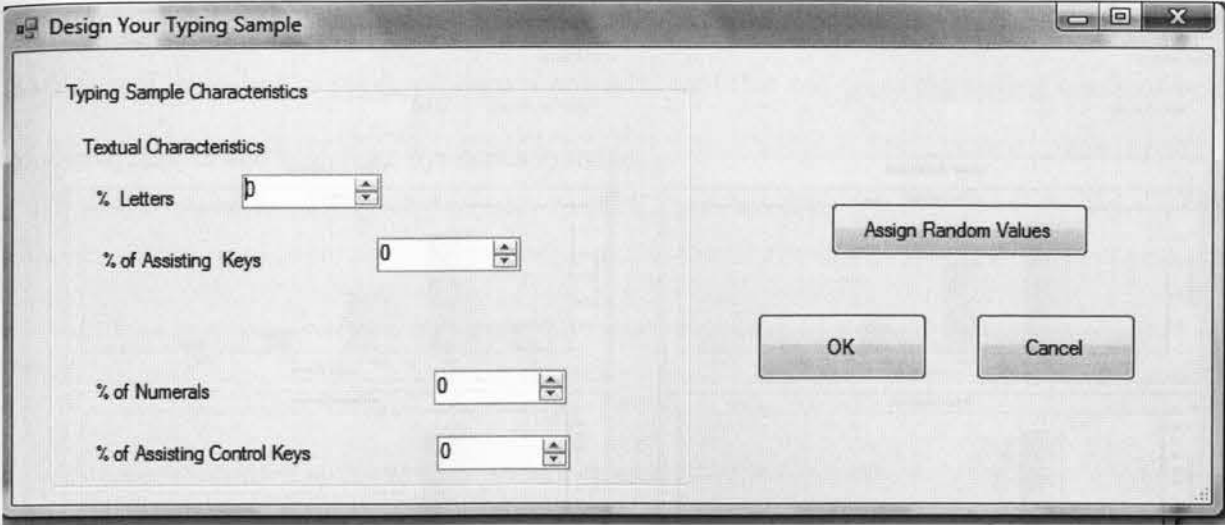 Design Your Typing Sample
Typing Sample Characteristics
Textual Characteristics
% Letters 0
% of Assisting Keys 0
Assign Random Values
OK Cancel
% of Numerals 0
% of Assisting Control Keys 0